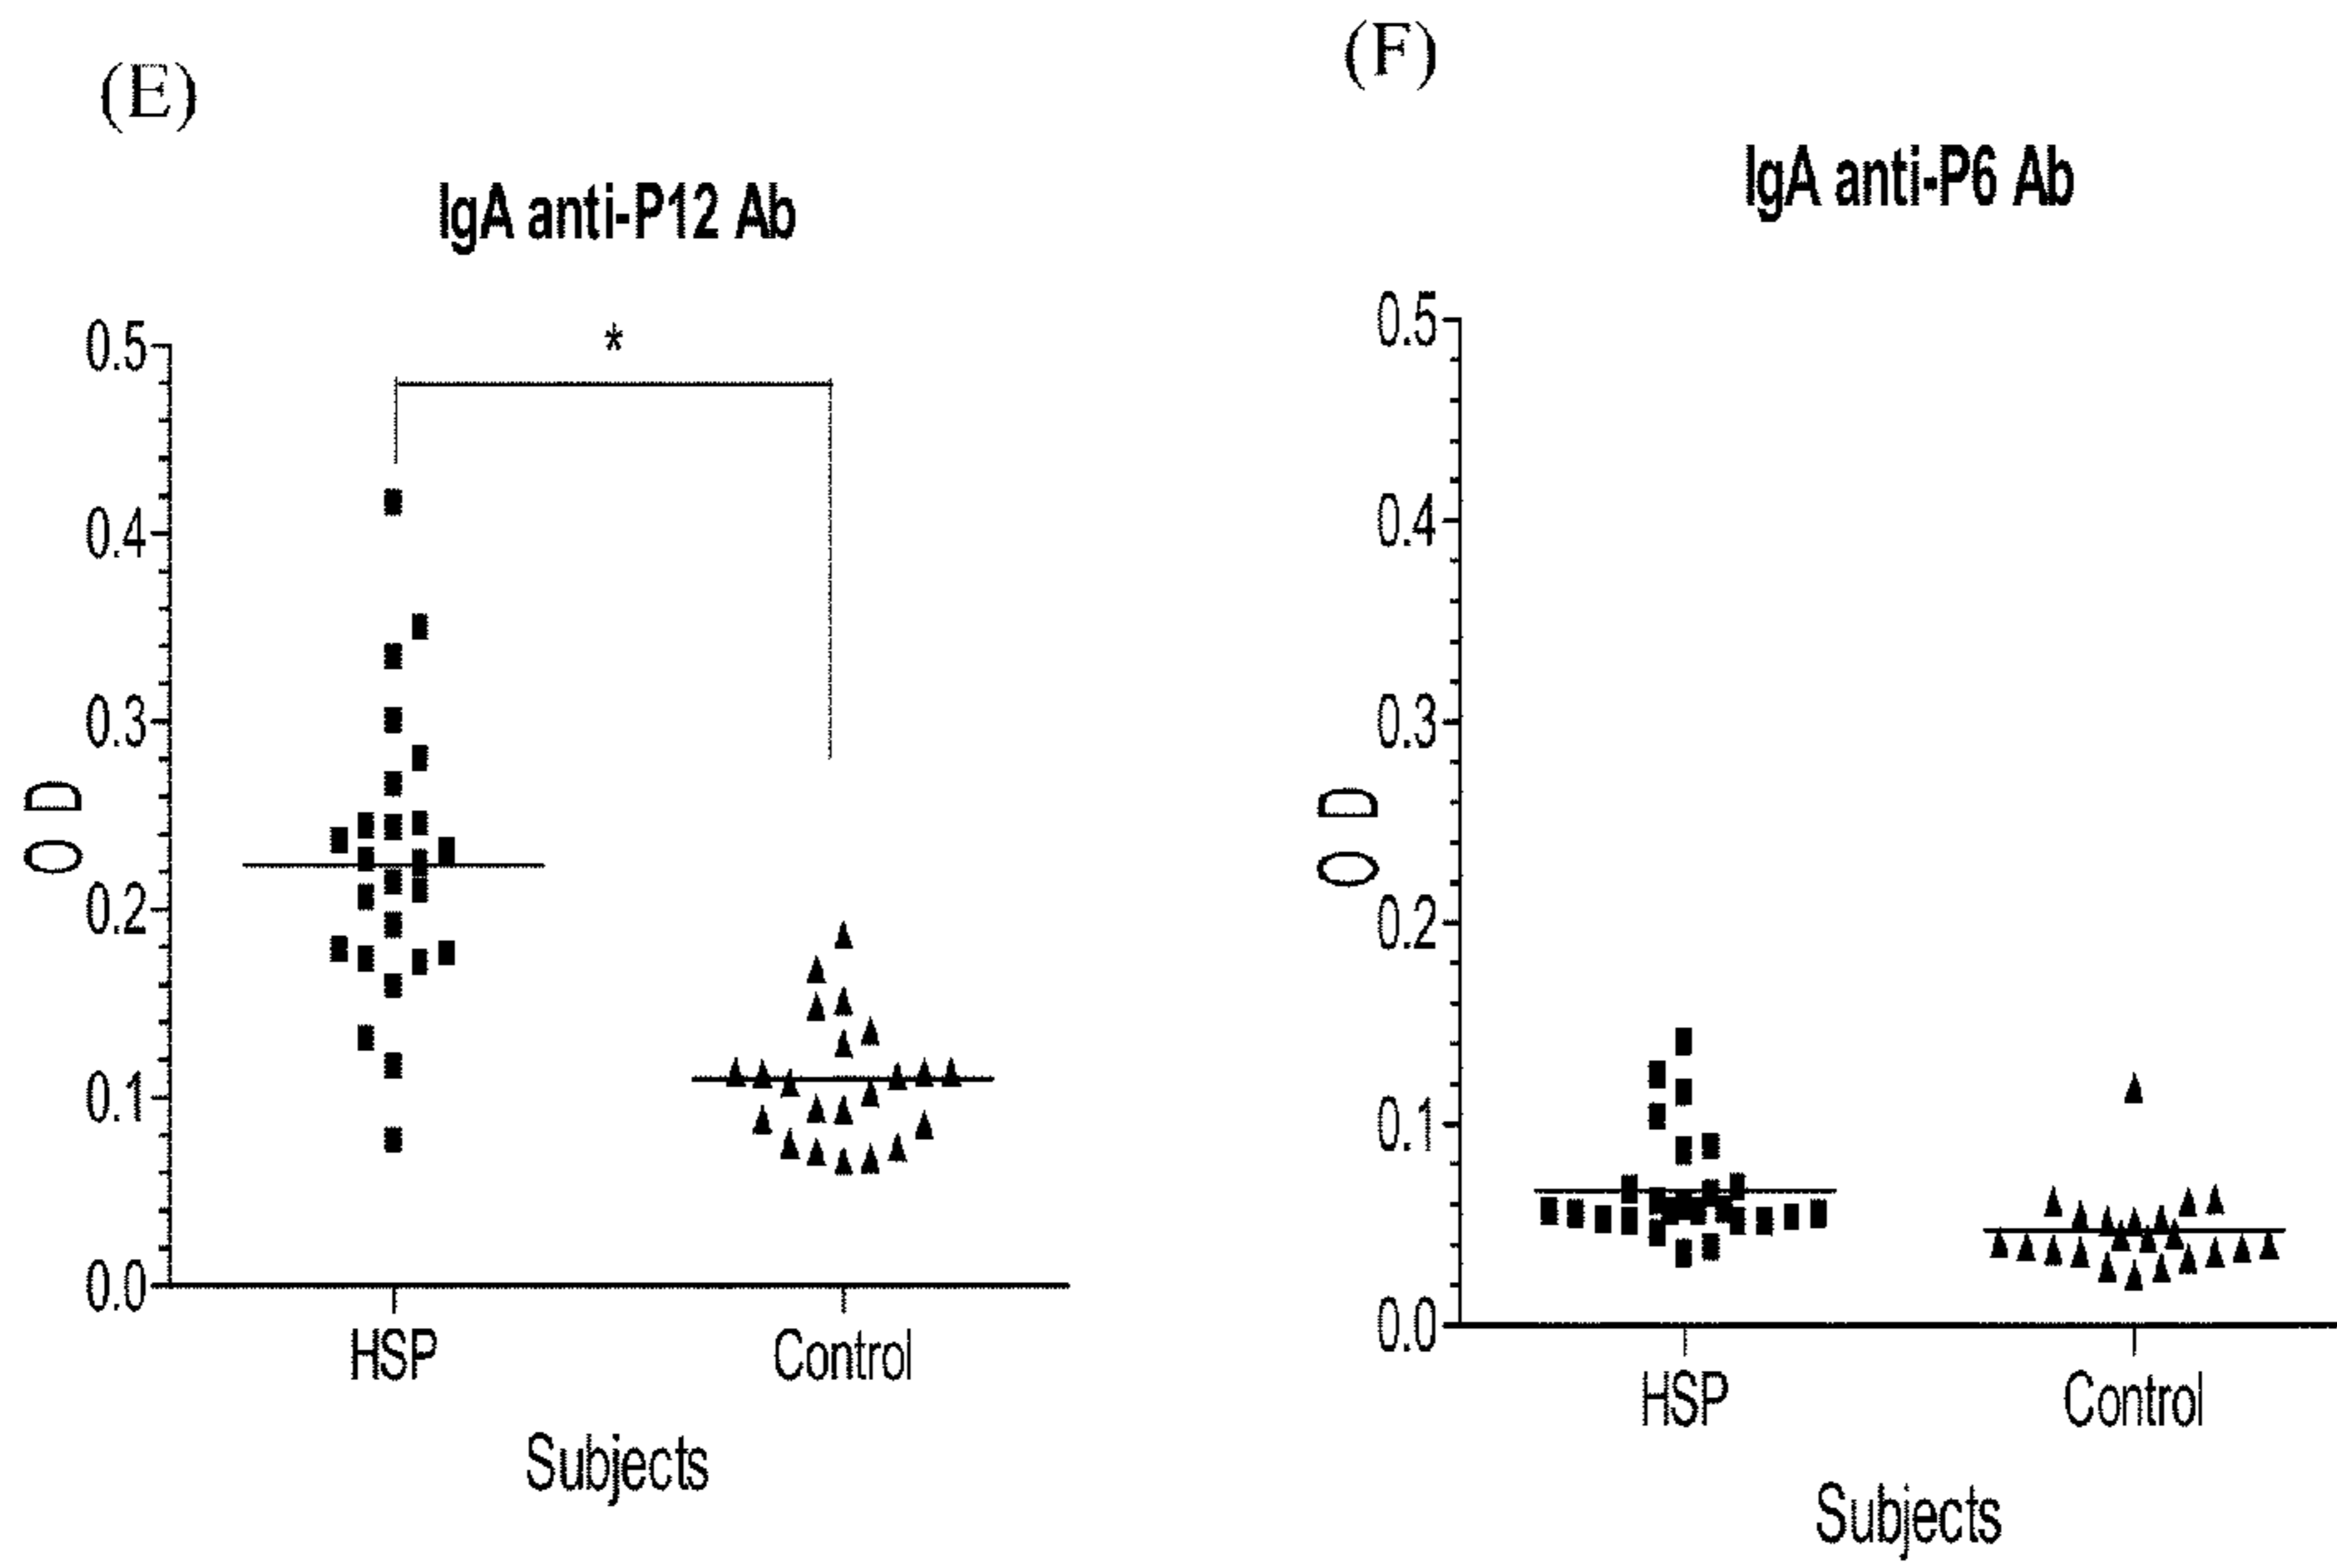 (E)
IgA anti-P12 Ab
0.5
*
0.4
0.3
0.2
0.1
0.0
O D
HSP
Control
Subjects
(F)
IgA anti-P6 Ab
0.5
0.4
0.3
0.2
0.1
0.0
O D
HSP
Control
Subjects